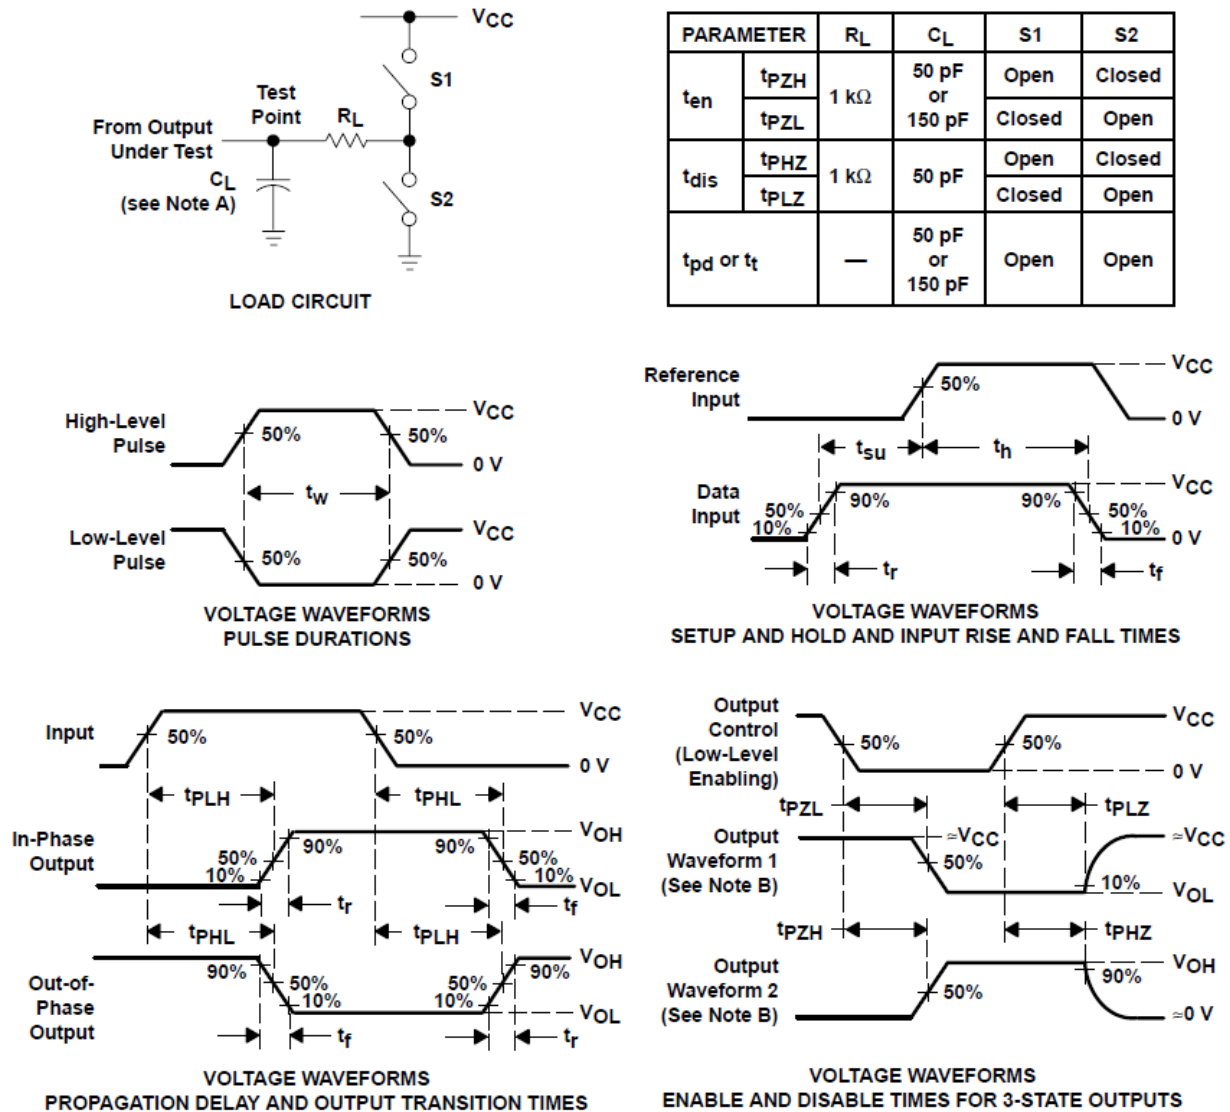 VCC
S1
Test
Point
RL
From Output
Under Test
CL
(see Note A)
S2
LOAD CIRCUIT
PARAMETER RL CL S1 S2
ten tPZH 1 kΩ 50 pF or 150 pF Open Closed
tPZL Closed Open
tdis tPHZ 1 kΩ 50 pF Open Closed
tPLZ Closed Open
tpd or tt — 50 pF or 150 pF Open Open
High-Level
Pulse
50%
50%
VCC
0 V
tw
Low-Level
Pulse
50%
50%
VCC
0 V
VOLTAGE WAVEFORMS
PULSE DURATIONS
Reference
Input
50%
VCC
0 V
tsu
th
Data
Input
50%
10%
90%
90%
50%
10%
VCC
0 V
tr
tf
VOLTAGE WAVEFORMS
SETUP AND HOLD AND INPUT RISE AND FALL TIMES
Input
50%
50%
VCC
0 V
tPLH
tPHL
In-Phase
Output
50%
10%
90%
90%
50%
10%
VOH
VOL
tr
tf
tPHL
tPLH
Out-of-
Phase
Output
90%
50%
10%
50%
10%
90%
VOH
VOL
tf
tr
VOLTAGE WAVEFORMS
PROPAGATION DELAY AND OUTPUT TRANSITION TIMES
Output
Control
(Low-Level
Enabling)
50%
50%
VCC
0 V
tPZL
tPLZ
Output
Waveform 1
(See Note B)
≈VCC
50%
≈VCC
10%
VOL
tPZH
tPHZ
Output
Waveform 2
(See Note B)
50%
VOH
90%
≈0 V
VOLTAGE WAVEFORMS
ENABLE AND DISABLE TIMES FOR 3-STATE OUTPUTS